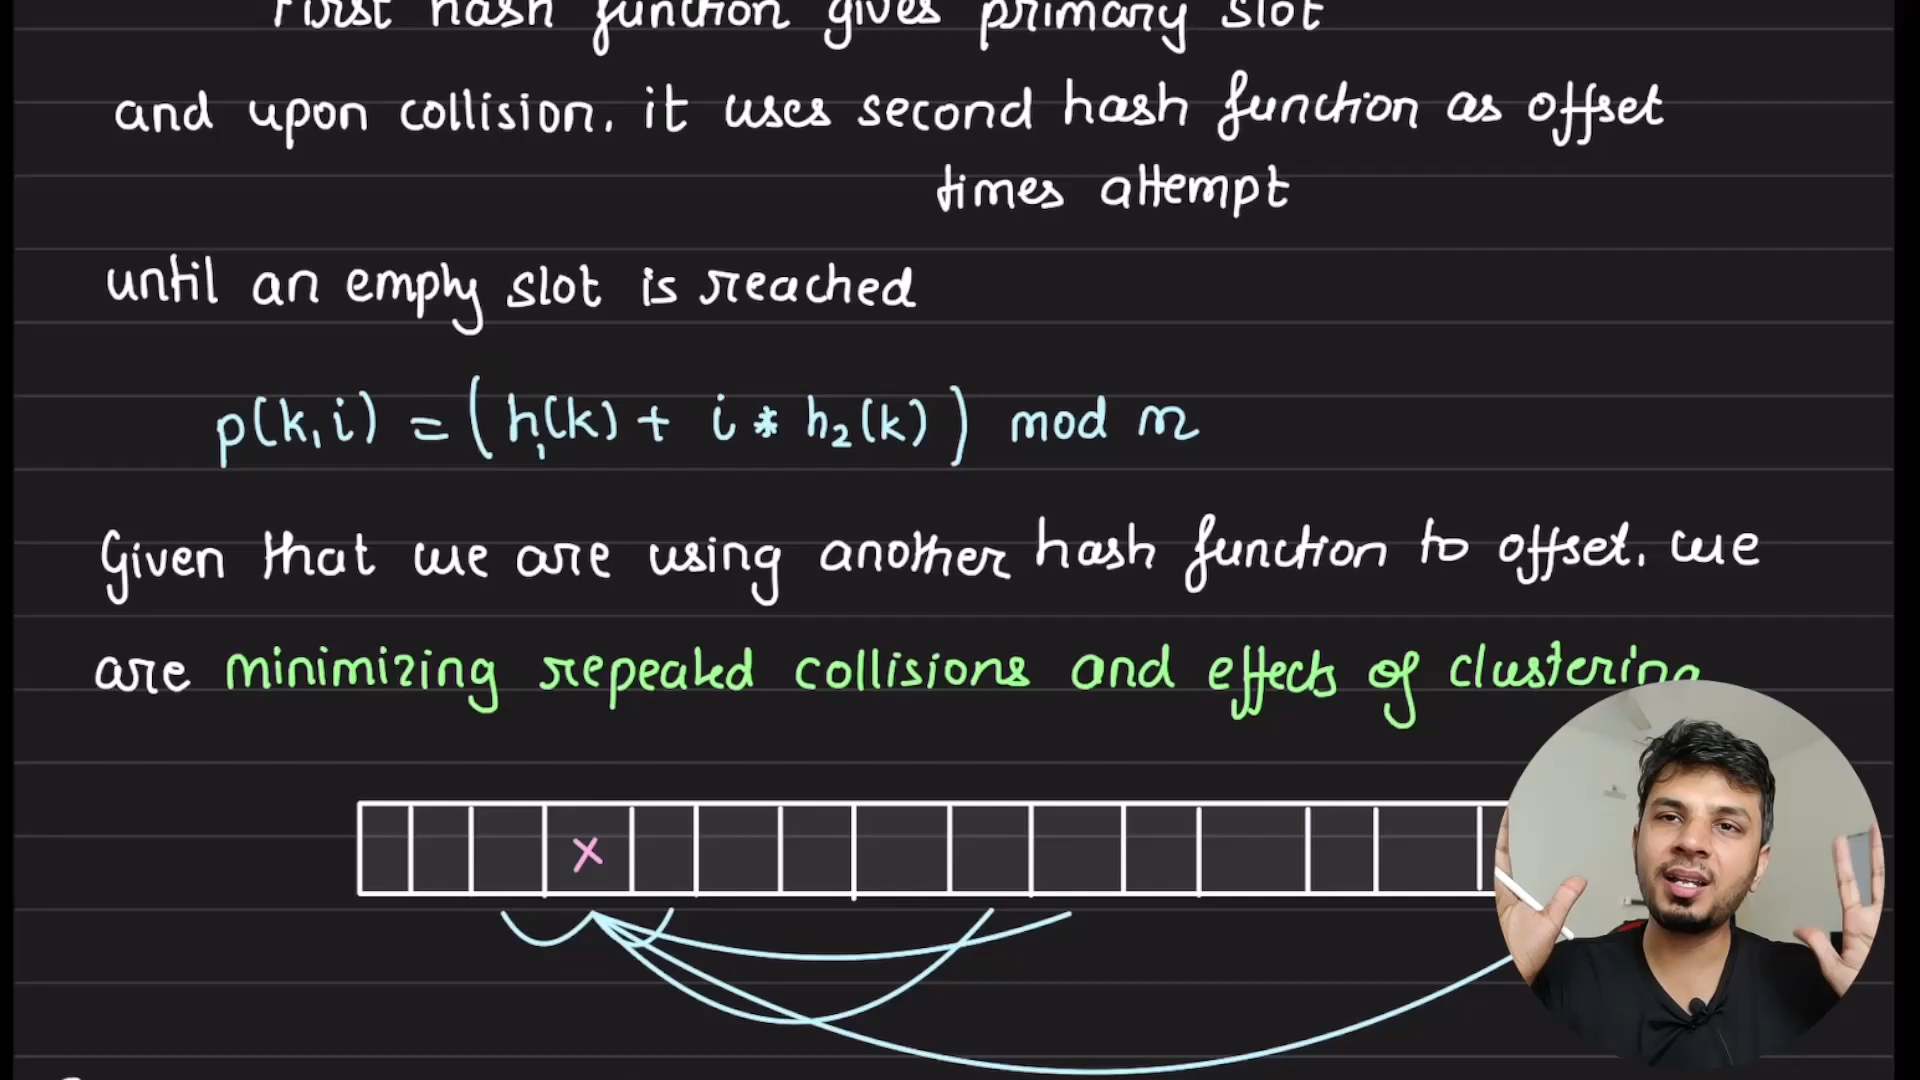 First hash function gives primary slot
and upon collision, it uses second hash function as offset
times attempt
until an empty slot is reached
p(k,i) = (h₁(k) + i * h₂(k)) mod m
Given that we are using another hash function to offset, we
are minimizing repeated collisions and effects of clustering
x